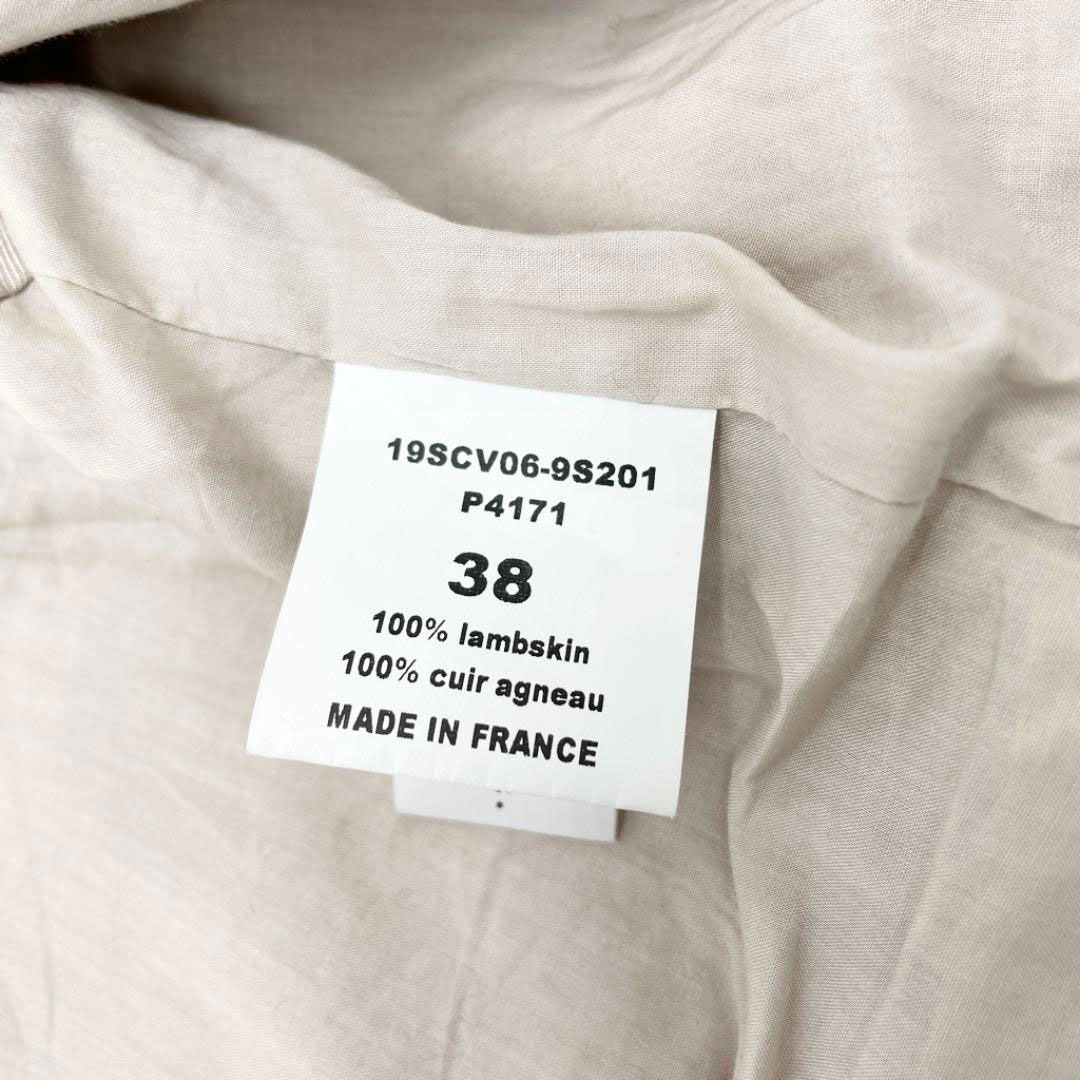 19SCV06-9S201
P4171
38
100% lambskin
100% cuir agneau
MADE IN FRANCE